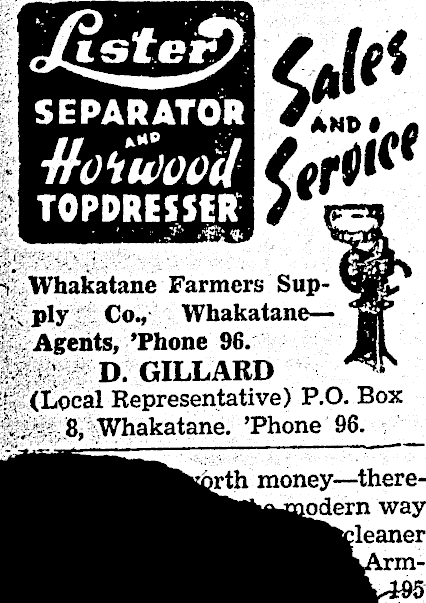 Lister
SEPARATOR
AND
Horwood
TOPDRESSER
Sales
AND
Service
Whakatane Farmers Sup-
ply Co., Whakatane—
Agents, 'Phone 96.
D. GILLARD
(Local Representative) P.O. Box
8, Whakatane. 'Phone 96.
worth money—there-
modern way
cleaner
Arm-
195